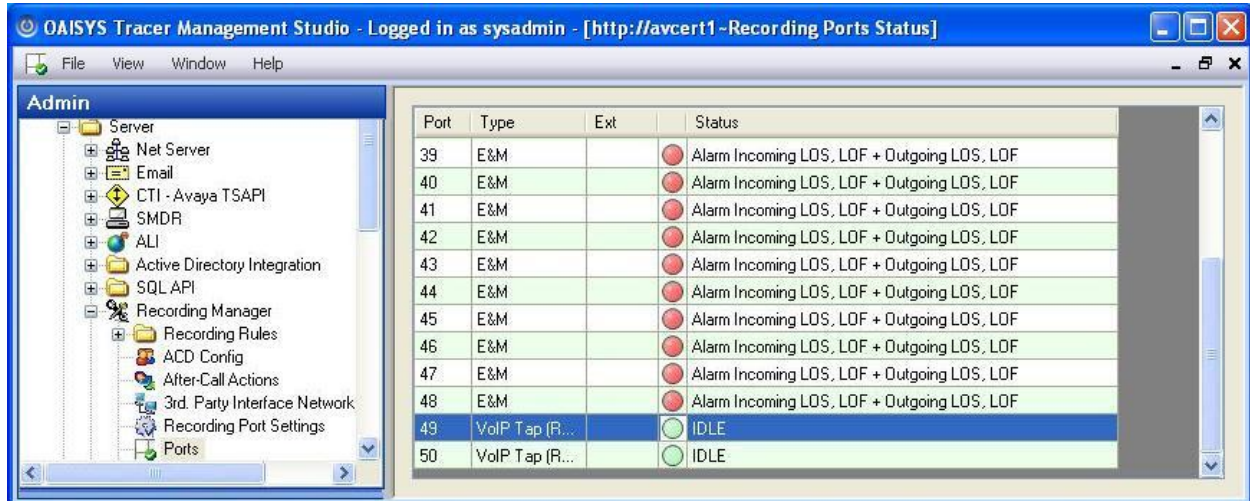 OAISYS Tracer Management Studio - Logged in as sysadmin - [http://avcert1~Recording Ports Status]
File View Window Help
Admin
Server
Net Server
Email
CTI - Avaya TSAPI
SMDR
ALI
Active Directory Integration
SQL API
Recording Manager
Recording Rules
ACD Config
After-Call Actions
3rd. Party Interface Network
Recording Port Settings
Ports
Port Type Ext Status
39 E&M Alarm Incoming LOS, LOF + Outgoing LOS, LOF
40 E&M Alarm Incoming LOS, LOF + Outgoing LOS, LOF
41 E&M Alarm Incoming LOS, LOF + Outgoing LOS, LOF
42 E&M Alarm Incoming LOS, LOF + Outgoing LOS, LOF
43 E&M Alarm Incoming LOS, LOF + Outgoing LOS, LOF
44 E&M Alarm Incoming LOS, LOF + Outgoing LOS, LOF
45 E&M Alarm Incoming LOS, LOF + Outgoing LOS, LOF
46 E&M Alarm Incoming LOS, LOF + Outgoing LOS, LOF
47 E&M Alarm Incoming LOS, LOF + Outgoing LOS, LOF
48 E&M Alarm Incoming LOS, LOF + Outgoing LOS, LOF
49 VoIP Tap (R... IDLE
50 VoIP Tap (R... IDLE